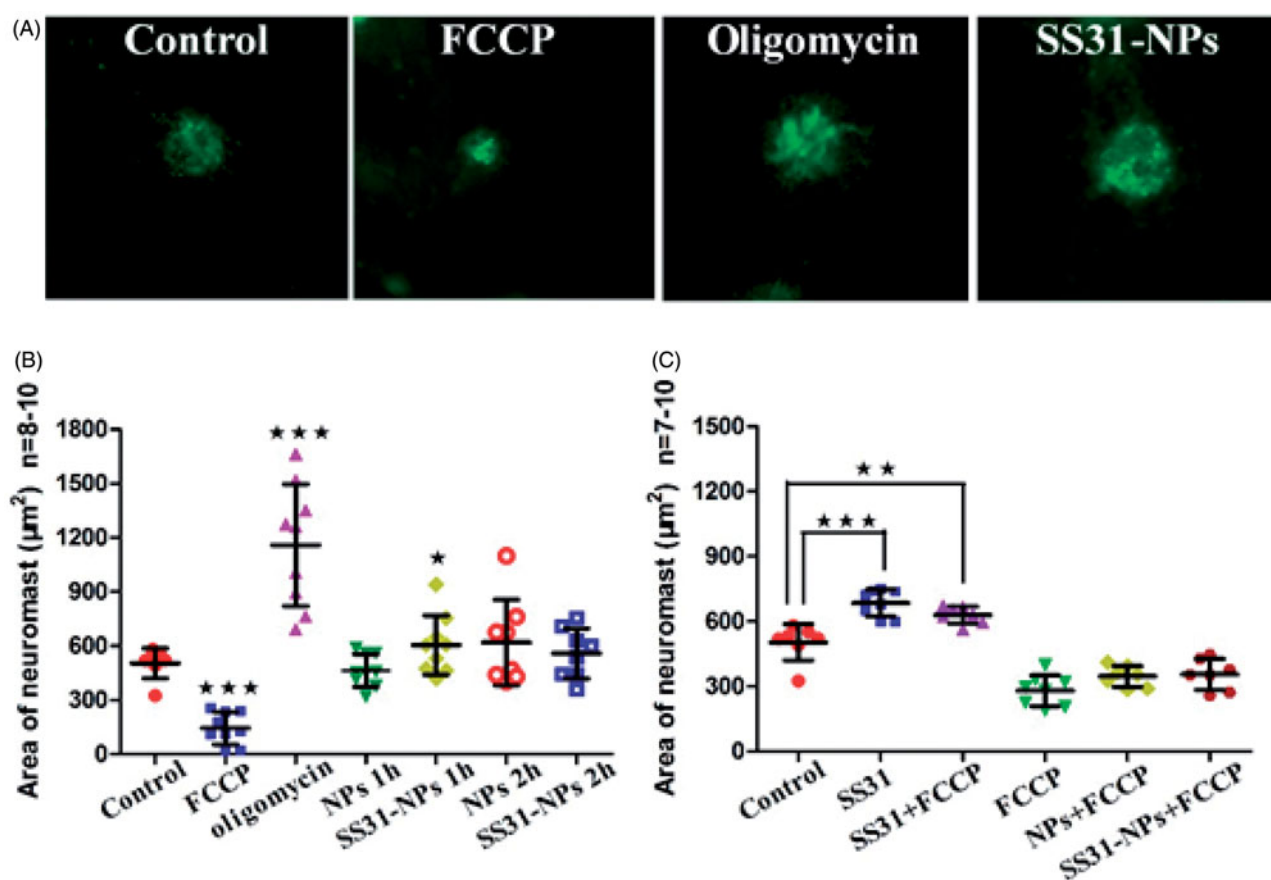 (A)
Control FCCP Oligomycin SS31-NPs
(B)
Area of neuromast (µm²) n=8-10
1800
1500
1200
900
600
300
0
★★★
★★★
★
Control FCCP oligomycin NPs 1h SS31-NPs 1h NPs 2h SS31-NPs 2h
(C)
Area of neuromast (µm²) n=7-10
1500
1200
900
600
300
0
★★
★★★
Control SS31 SS31+FCCP FCCP NPs+FCCP SS31-NPs+FCCP